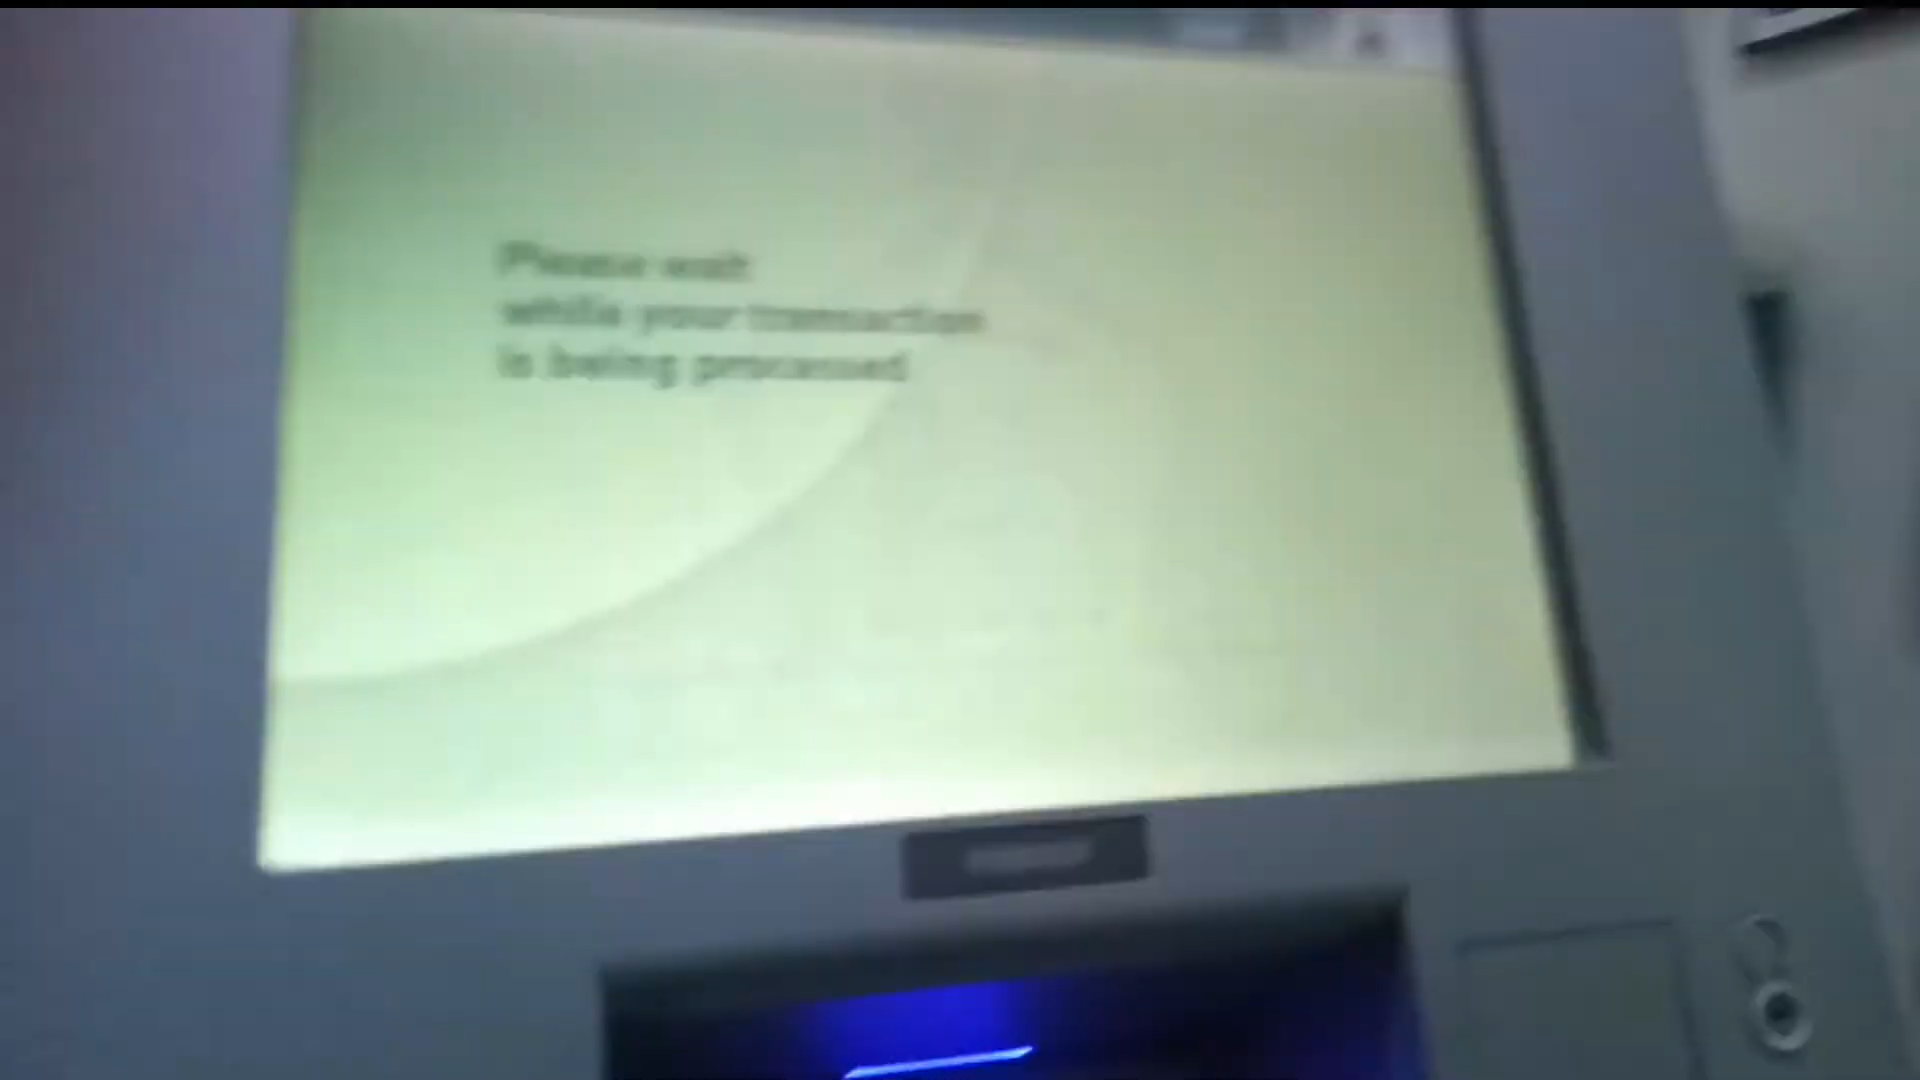 Please wait
while your transaction
is being processed